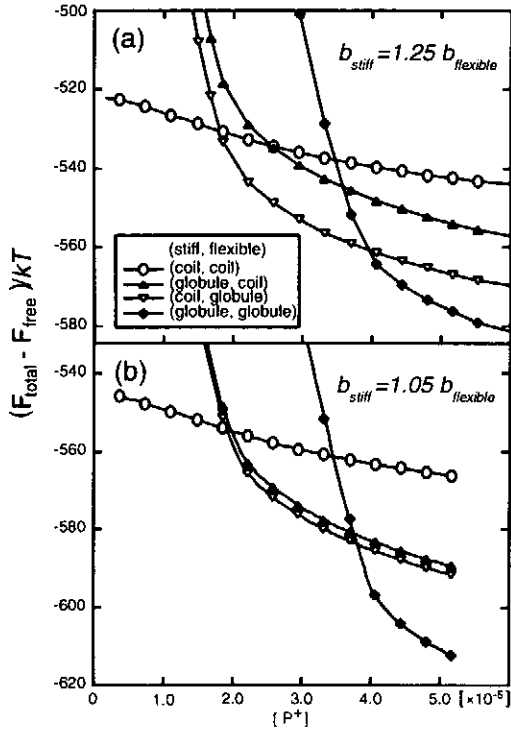 -500
(a)
b_stiff = 1.25 b_flexible
-520
-540
-560
-580
(stiff, flexible)
(coil, coil)
(globule, coil)
(coil, globule)
(globule, globule)
(F_total - F_free)/kT
-540
(b)
b_stiff = 1.05 b_flexible
-560
-580
-600
-620
0 1.0 2.0 3.0 4.0 5.0 [×10^-5]
[P^+]